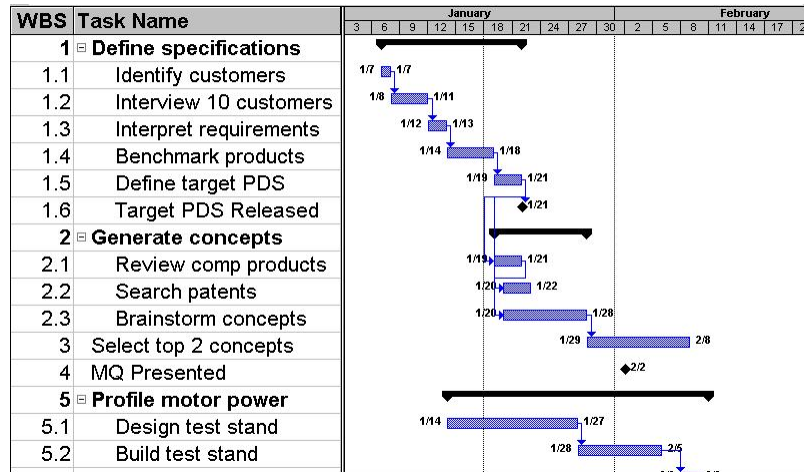 WBS Task Name January February
3 6 9 12 15 18 21 24 27 30 2 5 8 11 14 17
1 Define specifications
1.1 Identify customers 1/7 1/7
1.2 Interview 10 customers 1/8 1/11
1.3 Interpret requirements 1/12 1/13
1.4 Benchmark products 1/14 1/18
1.5 Define target PDS 1/19 1/21
1.6 Target PDS Released 1/21
2 Generate concepts
2.1 Review comp products 1/19 1/21
2.2 Search patents 1/20 1/22
2.3 Brainstorm concepts 1/20 1/28
3 Select top 2 concepts 1/29 2/8
4 MQ Presented 2/2
5 Profile motor power
5.1 Design test stand 1/14 1/27
5.2 Build test stand 1/28 2/5